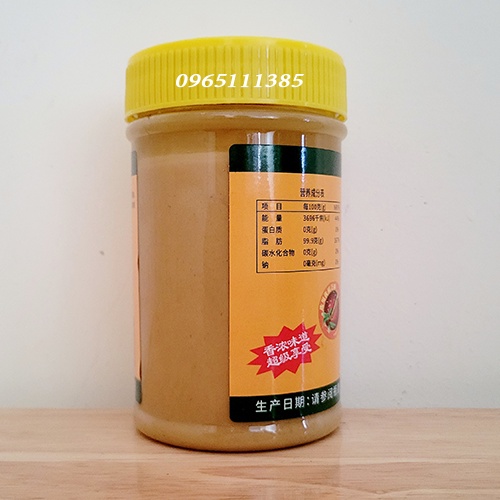 0965111385
营养成分表
项 目 每100克(g)
能 量 3696千焦(kJ)
蛋白质 0克(g)
脂 肪 99.9克(g)
碳水化合物 0克(g)
钠 0毫克(mg)
香浓味道
超级享受
生产日期:请参阅